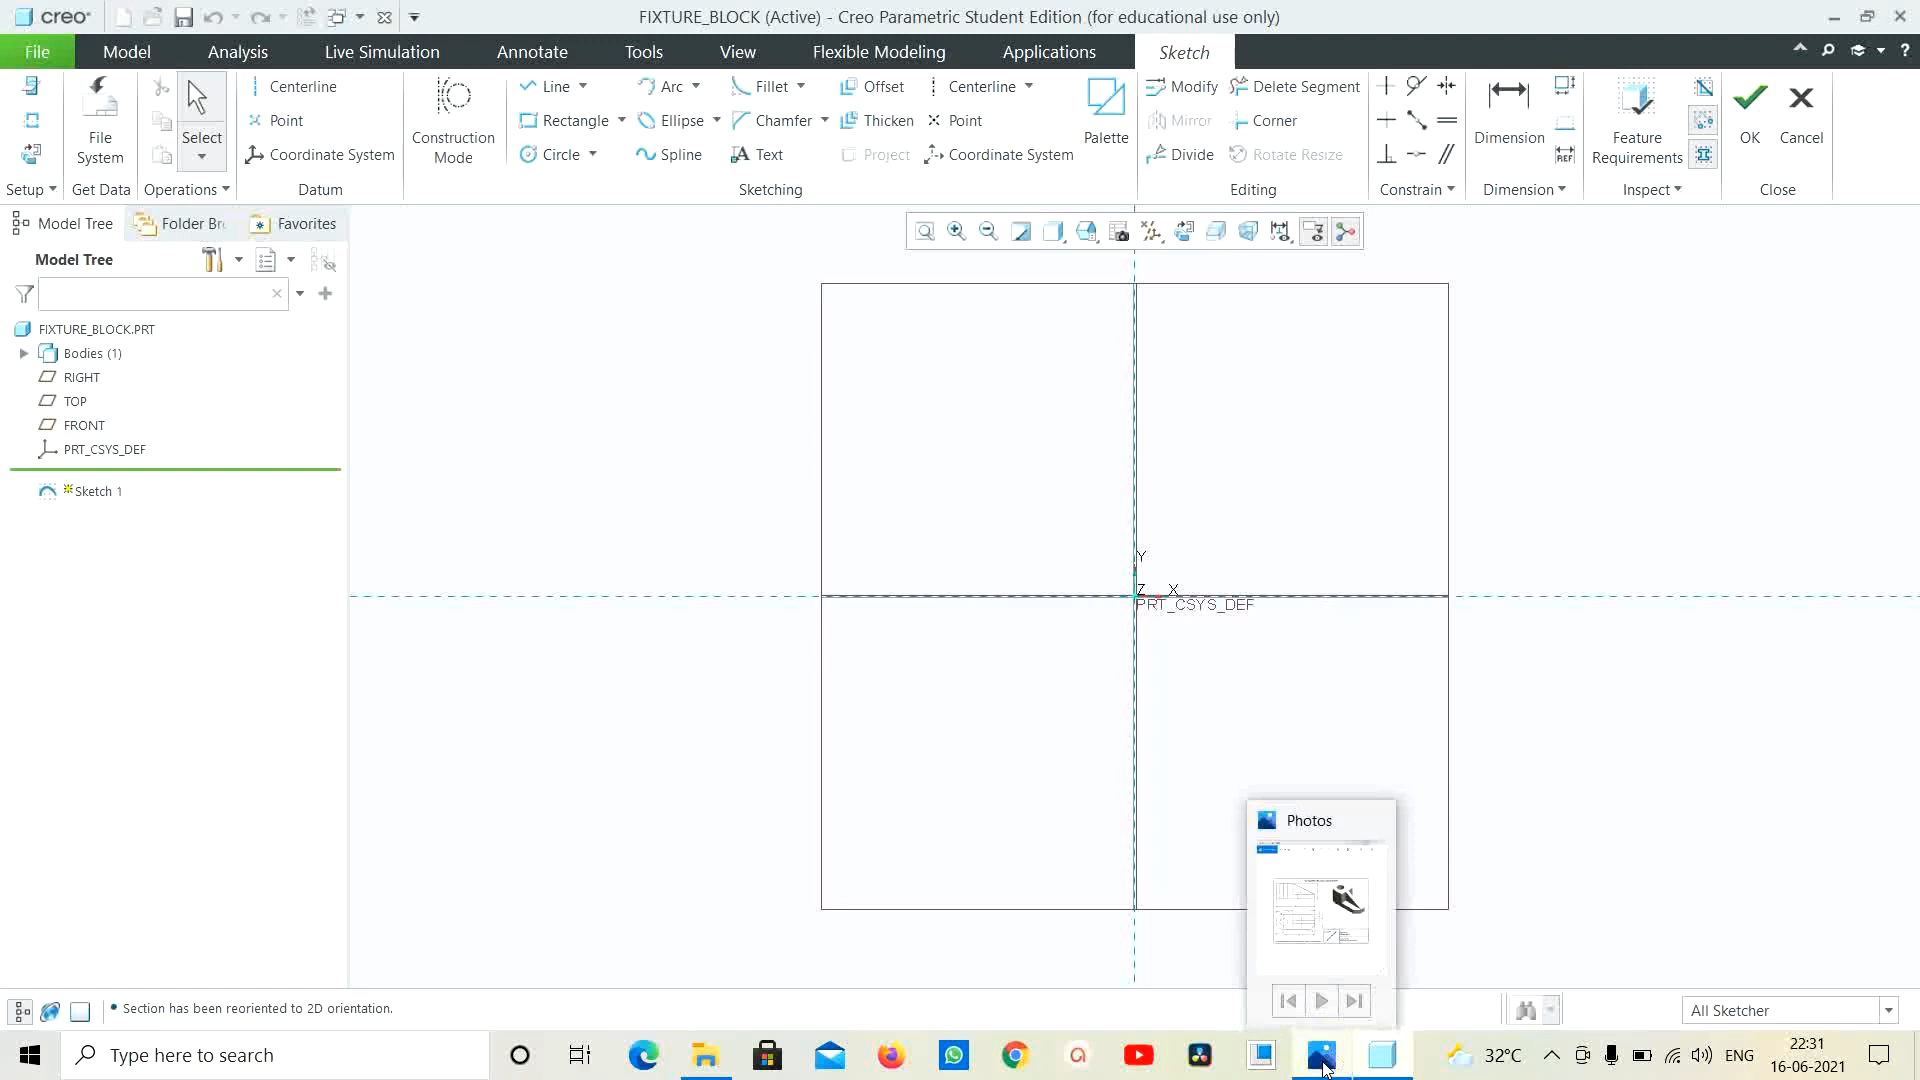 creo
FIXTURE_BLOCK (Active) - Creo Parametric Student Edition (for educational use only)
File Model Analysis Live Simulation Annotate Tools View Flexible Modeling Applications Sketch
Centerline Line Arc Fillet Offset Centerline Modify Delete Segment
Point Rectangle Ellipse Chamfer Thicken Point Mirror Corner
Coordinate System Circle Spline Text Project Coordinate System Divide Rotate Resize
File System
Select
Construction Mode
Palette
Dimension
REF
Feature Requirements
OK
Cancel
Setup Get Data Operations Datum Sketching Editing Constrain Dimension Inspect Close
Model Tree Folder Br Favorites
Model Tree
FIXTURE_BLOCK.PRT
Bodies (1)
RIGHT
TOP
FRONT
PRT_CSYS_DEF
Sketch 1
Y
Z X
PRT_CSYS_DEF
Photos
Section has been reoriented to 2D orientation.
All Sketcher
Type here to search
32°C
ENG
22:31
16-06-2021